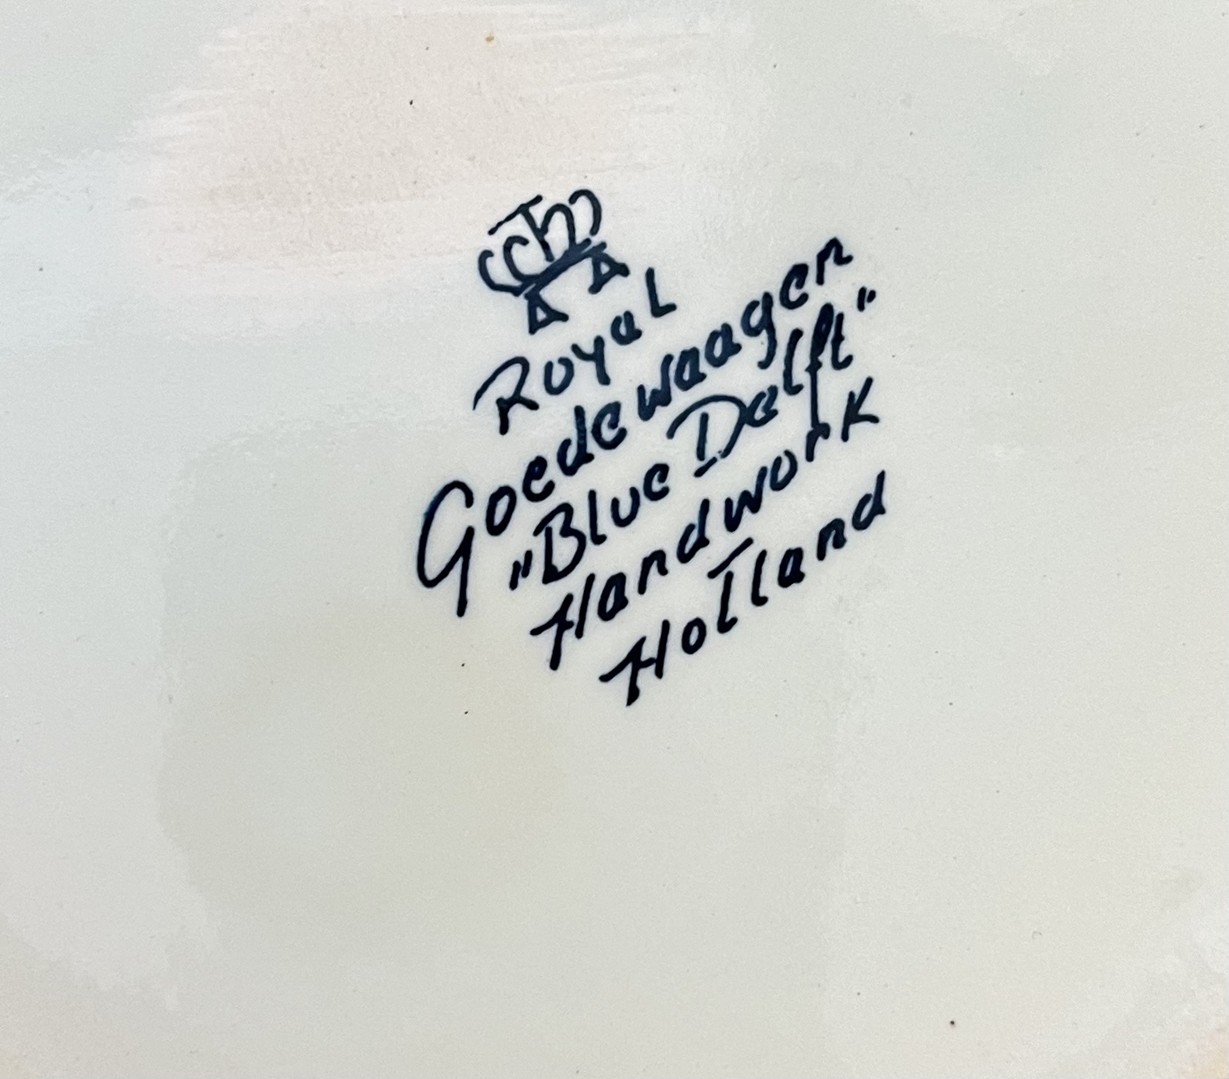 Royal
Goedewaagen
"Blue Delft"
Handwork
Holland